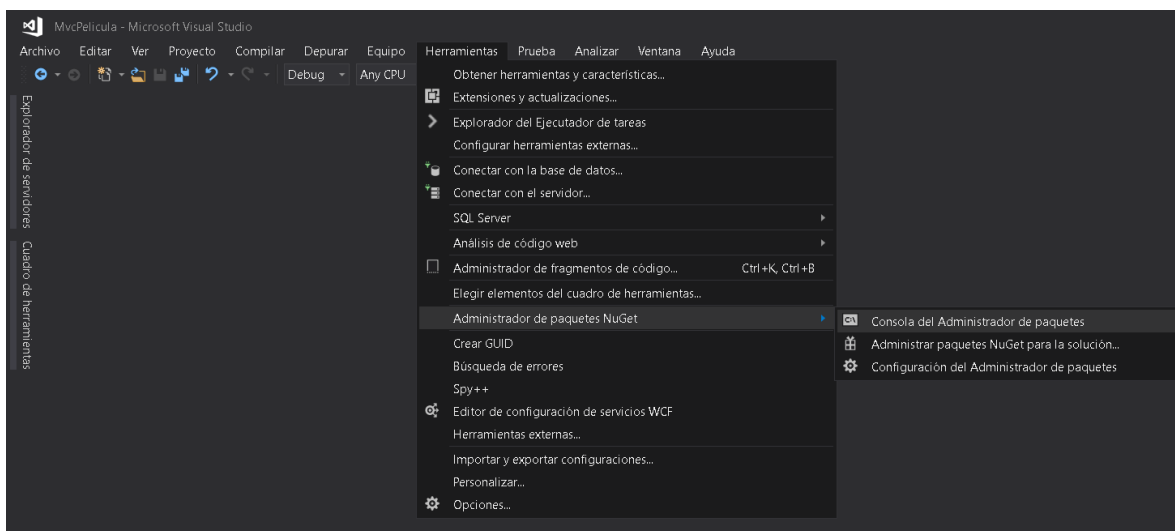 MvcPelicula - Microsoft Visual Studio
Archivo Editar Ver Proyecto Compilar Depurar Equipo Herramientas Prueba Analizar Ventana Ayuda
Debug Any CPU
Explorador de servidores
Cuadro de herramientas
Obtener herramientas y características...
Extensiones y actualizaciones...
Explorador del Ejecutador de tareas
Configurar herramientas externas...
Conectar con la base de datos...
Conectar con el servidor...
SQL Server
Análisis de código web
Administrador de fragmentos de código... Ctrl+K, Ctrl+B
Elegir elementos del cuadro de herramientas...
Administrador de paquetes NuGet
Crear GUID
Búsqueda de errores
Spy++
Editor de configuración de servicios WCF
Herramientas externas...
Importar y exportar configuraciones...
Personalizar...
Opciones...
Consola del Administrador de paquetes
Administrar paquetes NuGet para la solución...
Configuración del Administrador de paquetes